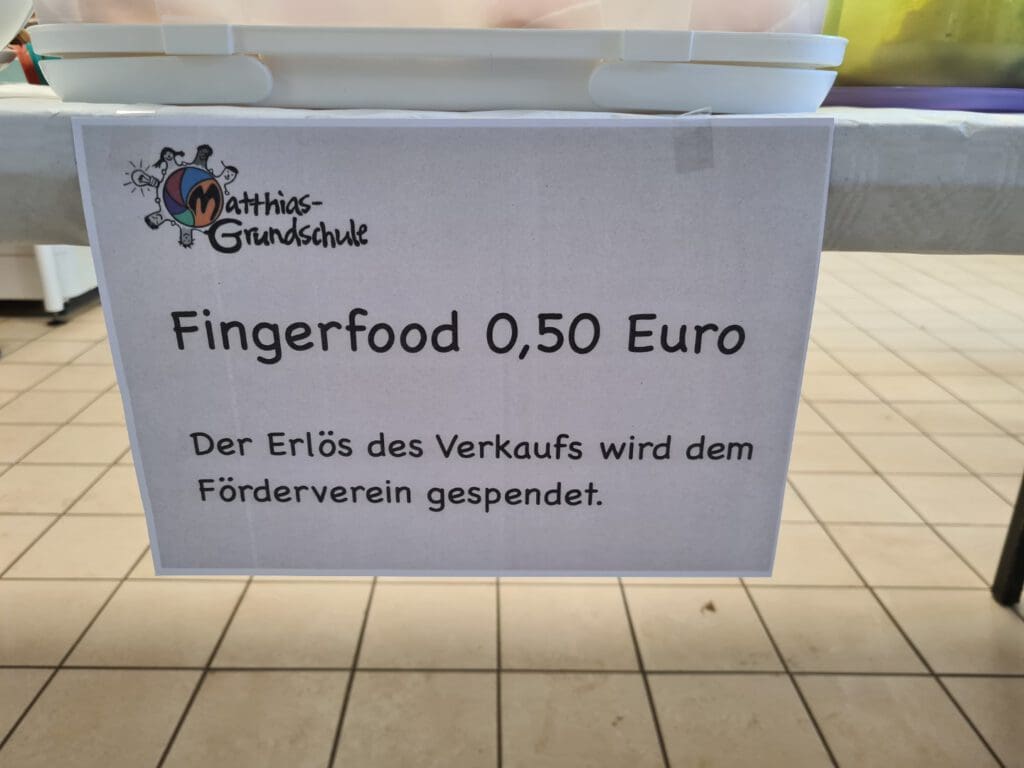 Matthias-
Grundschule
Fingerfood 0,50 Euro
Der Erlös des Verkaufs wird dem
Förderverein gespendet.